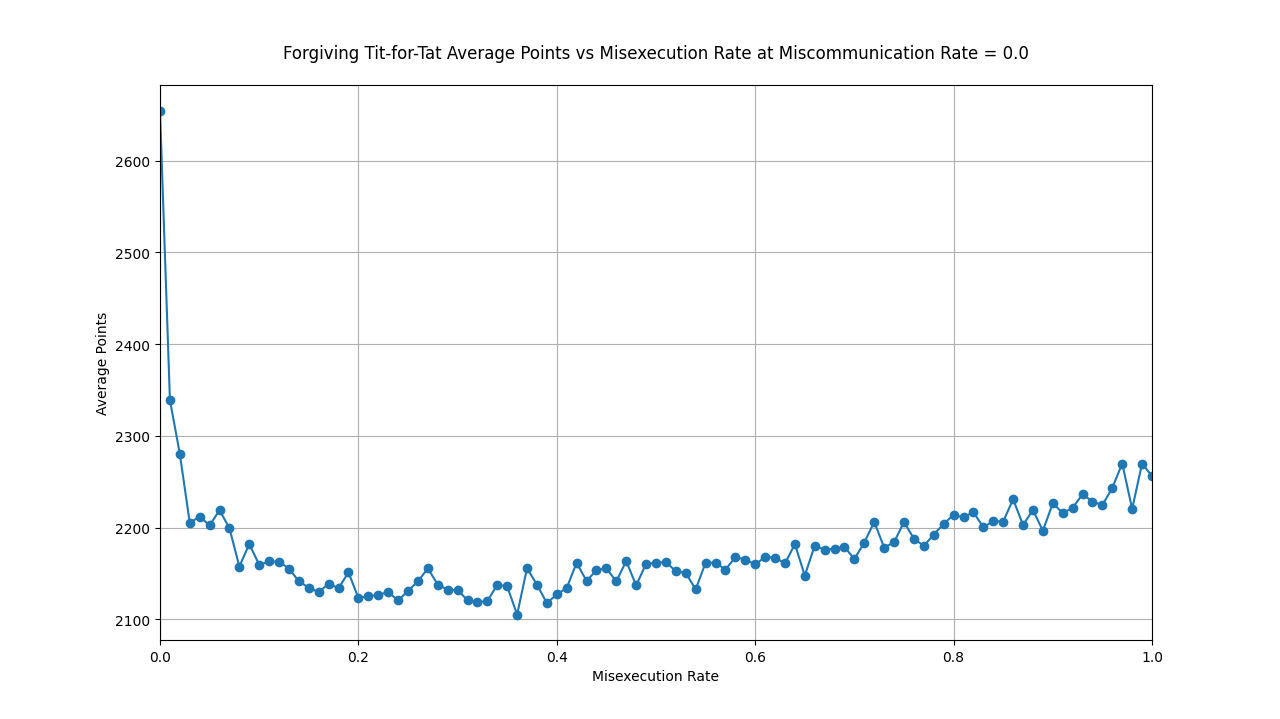 Forgiving Tit-for-Tat Average Points vs Misexecution Rate at Miscommunication Rate = 0.0
2600
2500
2400
2300
2200
2100
Average Points
0.0 0.2 0.4 0.6 0.8 1.0
Misexecution Rate